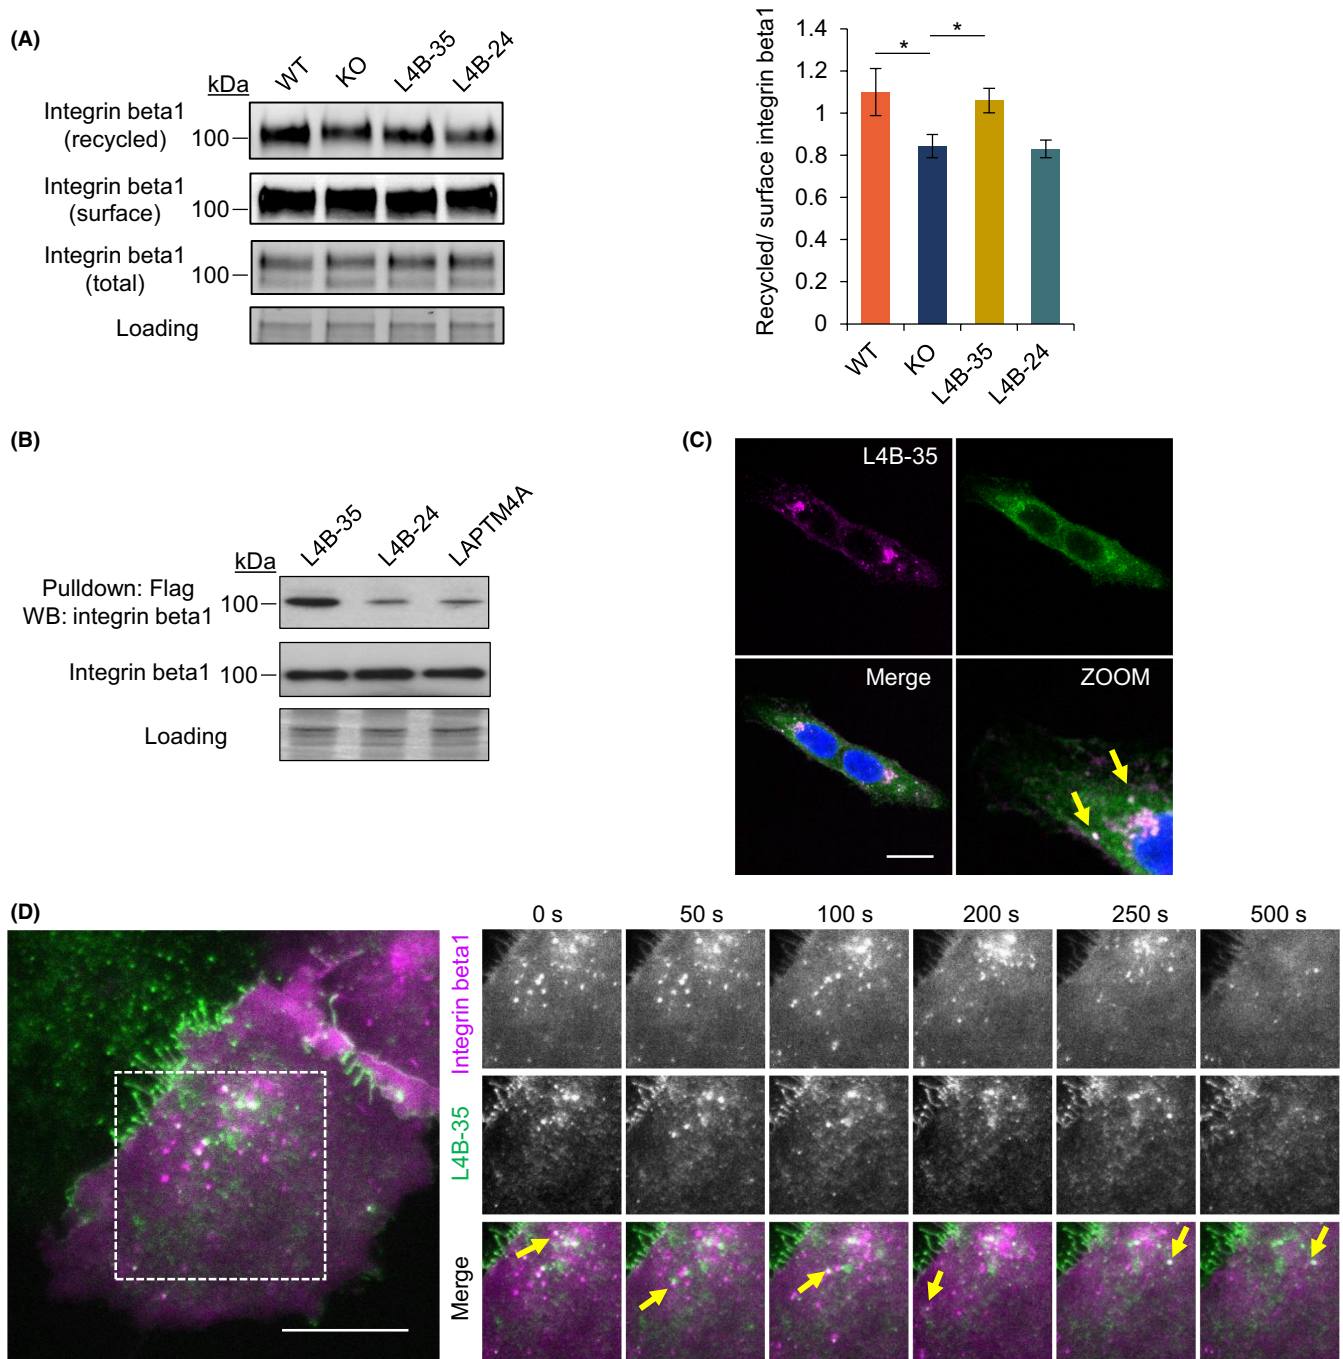 (A)
kDa
WT
KO
L4B-35
L4B-24
Integrin beta1
(recycled)
100
Integrin beta1
(surface)
100
Integrin beta1
(total)
100
Loading
Recycled/ surface integrin beta1
1.4
1.2
1
0.8
0.6
0.4
0.2
0
*
*
WT
KO
L4B-35
L4B-24
(B)
kDa
L4B-35
L4B-24
LAPTM4A
Pulldown: Flag
WB: integrin beta1
100
Integrin beta1
100
Loading
(C)
L4B-35
Merge
ZOOM
(D)
0 s
50 s
100 s
200 s
250 s
500 s
Integrin beta1
L4B-35
Merge